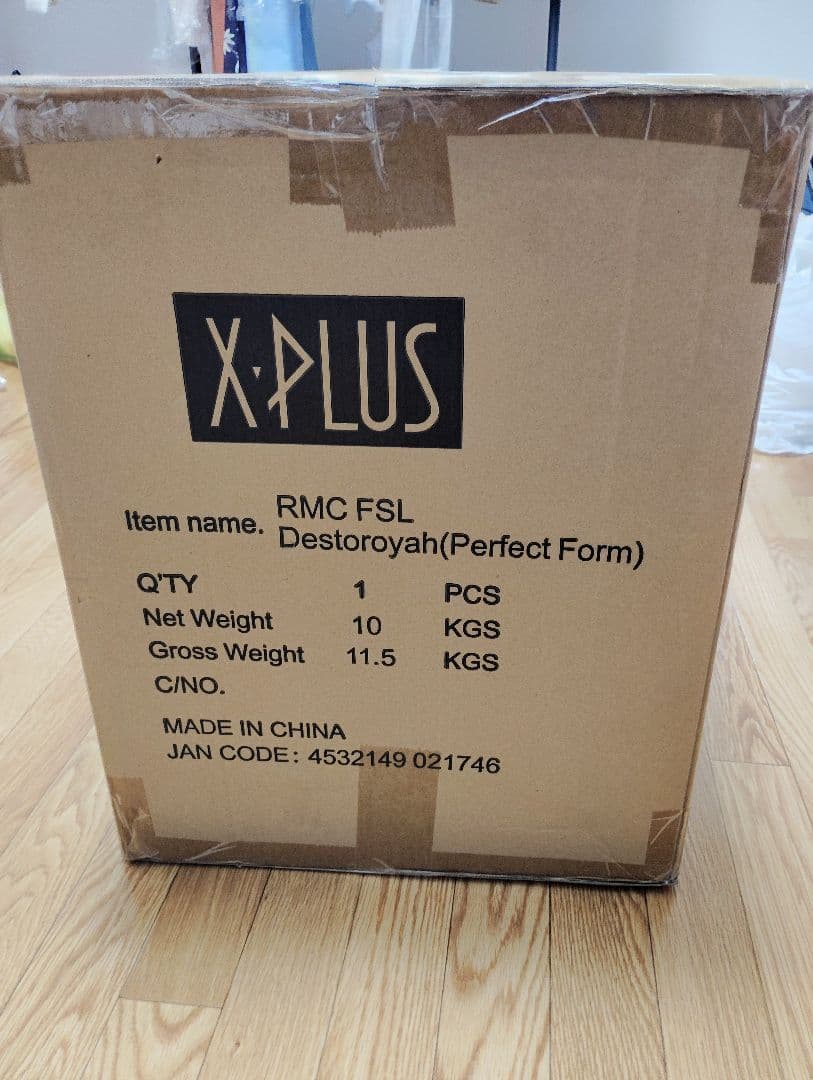 X·PLUS
Item name. RMC FSL
Destoroyah(Perfect Form)
Q'TY 1 PCS
Net Weight 10 KGS
Gross Weight 11.5 KGS
C/NO.
MADE IN CHINA
JAN CODE: 4532149 021746